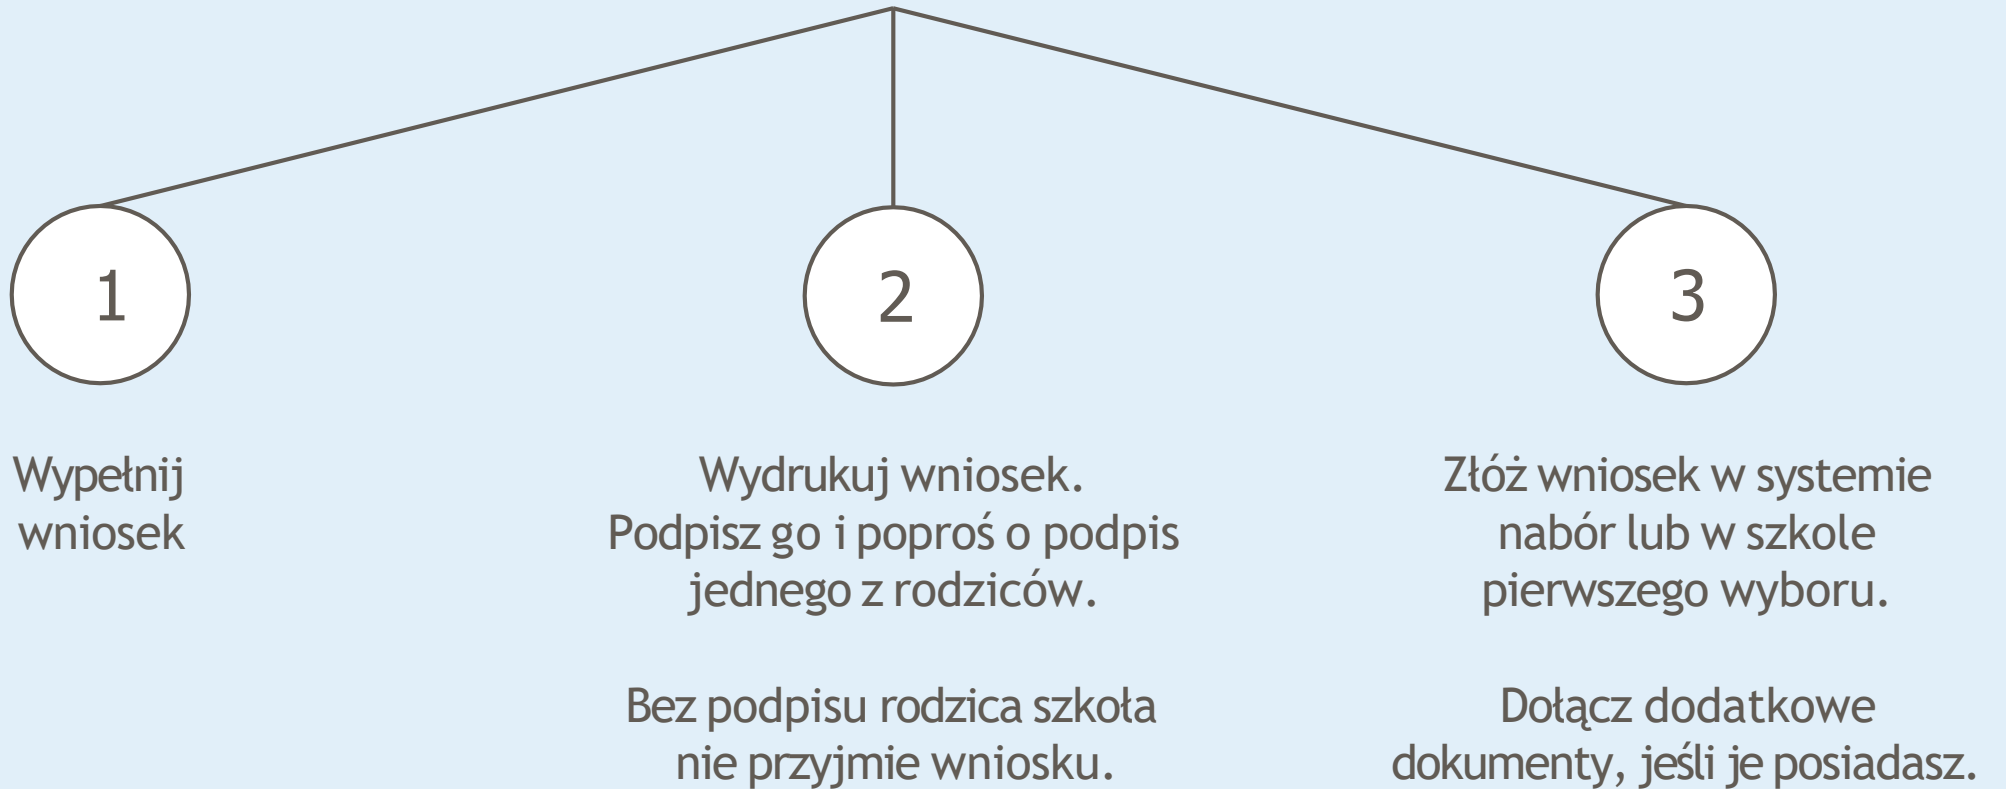 1
Wypełnij
wniosek
2
Wydrukuj wniosek.
Podpisz go i poproś o podpis
jednego z rodziców.
Bez podpisu rodzica szkoła
nie przyjmie wniosku.
3
Złóż wniosek w systemie
nabór lub w szkole
pierwszego wyboru.
Dołącz dodatkowe
dokumenty, jeśli je posiadasz.